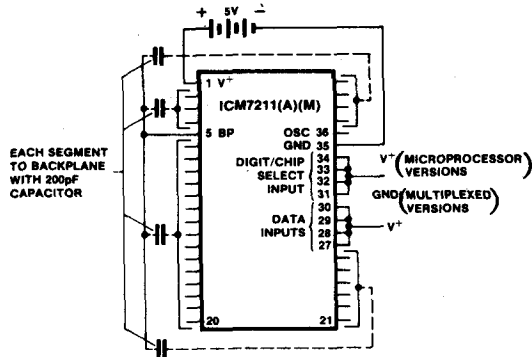 + 5V −
1 V+
ICM7211(A)(M)
5 BP
OSC 36
GND 35
EACH SEGMENT
TO BACKPLANE
WITH 200pF
CAPACITOR
DIGIT/CHIP
SELECT
INPUT
34
33
32
31
V+ (MICROPROCESSOR
VERSIONS)
GND (MULTIPLEXED
VERSIONS)
DATA
INPUTS
30
29
28
27
V+
20
21